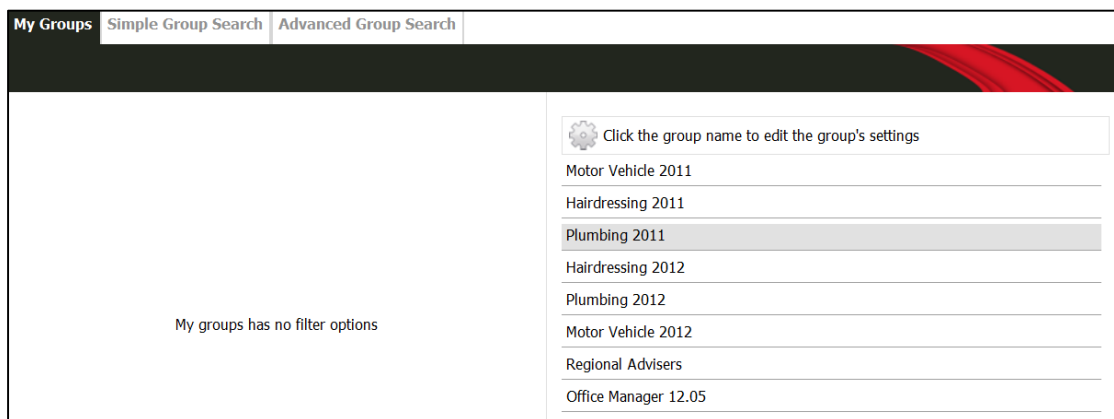 My Groups Simple Group Search Advanced Group Search
Click the group name to edit the group's settings
Motor Vehicle 2011
Hairdressing 2011
Plumbing 2011
Hairdressing 2012
Plumbing 2012
My groups has no filter options
Motor Vehicle 2012
Regional Advisers
Office Manager 12.05